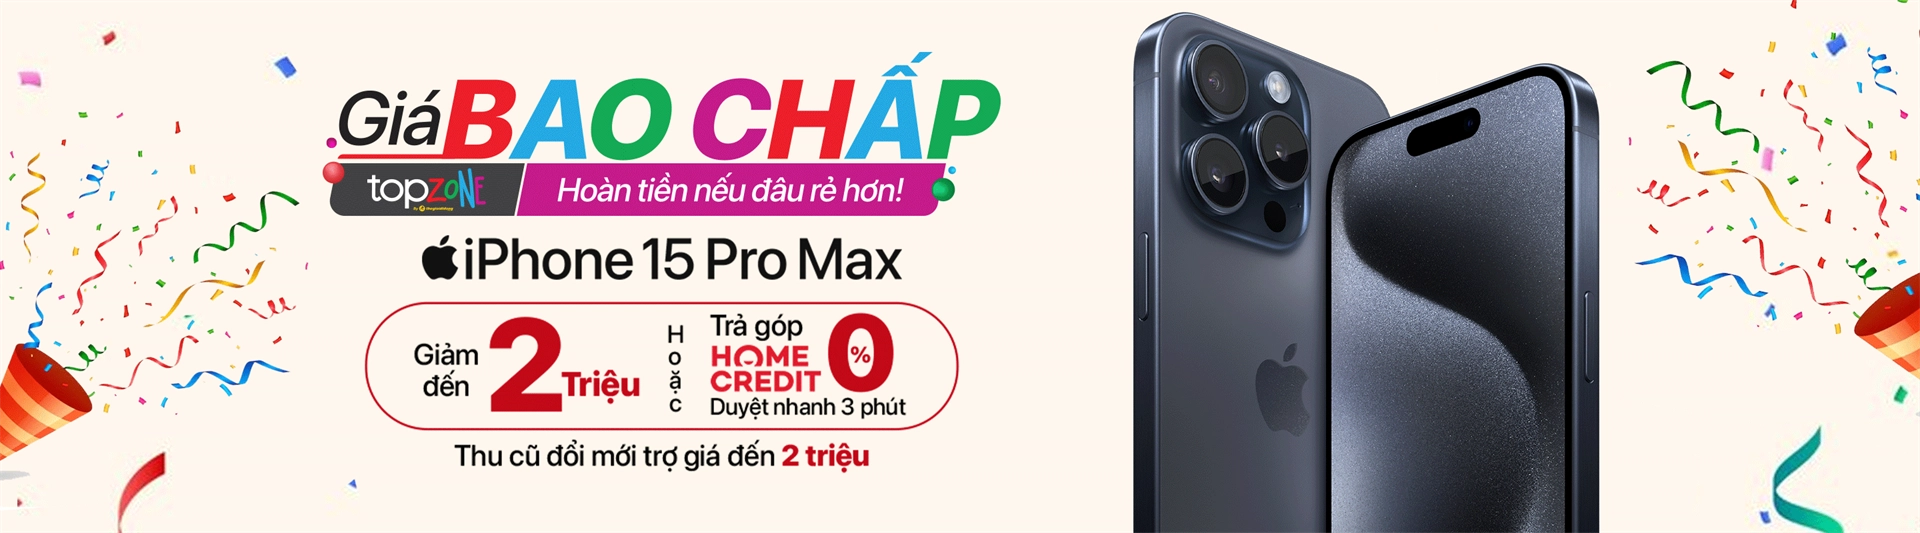 Giá BAO CHẤP
topzone Hoàn tiền nếu đâu rẻ hơn!
iPhone 15 Pro Max
Giảm đến 2 Triệu
Hoặc
Trả góp
HOME CREDIT 0%
Duyệt nhanh 3 phút
Thu cũ đổi mới trợ giá đến 2 triệu